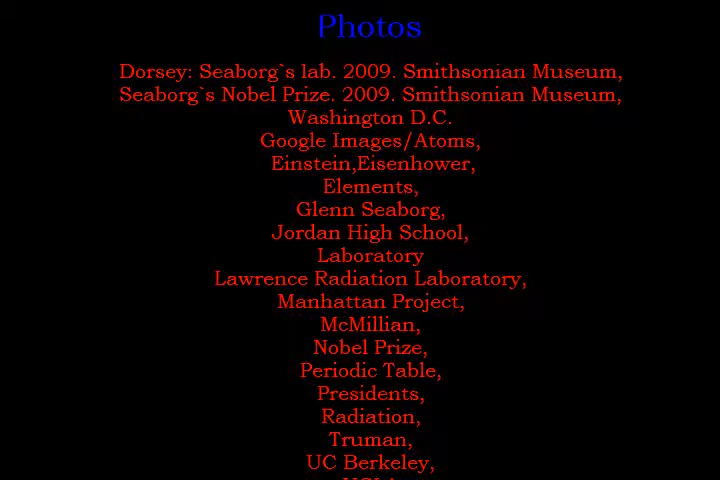 Photos
Dorsey: Seaborg`s lab. 2009. Smithsonian Museum,
Seaborg`s Nobel Prize. 2009. Smithsonian Museum,
Washington D.C.
Google Images/Atoms,
Einstein,Eisenhower,
Elements,
Glenn Seaborg,
Jordan High School,
Laboratory
Lawrence Radiation Laboratory,
Manhattan Project,
McMillian,
Nobel Prize,
Periodic Table,
Presidents,
Radiation,
Truman,
UC Berkeley,